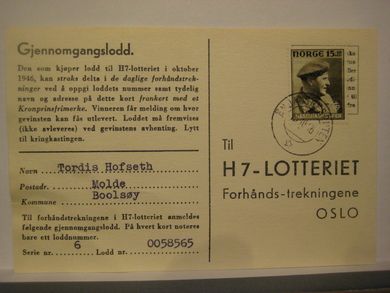 Gjennomgangslodd.
Den som kjøper lodd til H7-lotteriet i oktober
1946, kan straks delta i de daglige forhåndstrek-
ninger ved å oppgi loddets nummer samt tydelig
navn og adresse på dette kort frankert med et
Kronprinsfrimerke. Vinneren får melding om hvor
gevinsten kan fås utlevert. Loddet må fremvises
(ikke avleveres) ved gevinstens avhenting. Lytt
til kringkastingen.
Navn Tordis Hofseth
Postadr. Molde
Kommune Boolsøy
Til forhåndstrekningene i H7-lotteriet anmeldes
følgende gjennomgangslodd. På hvert kort noteres
bare ett loddnummer.
Serie nr. 6 Lodd nr. 0058565
NORGE 15
Til
H7-LOTTERIET
Forhånds-trekningene
OSLO